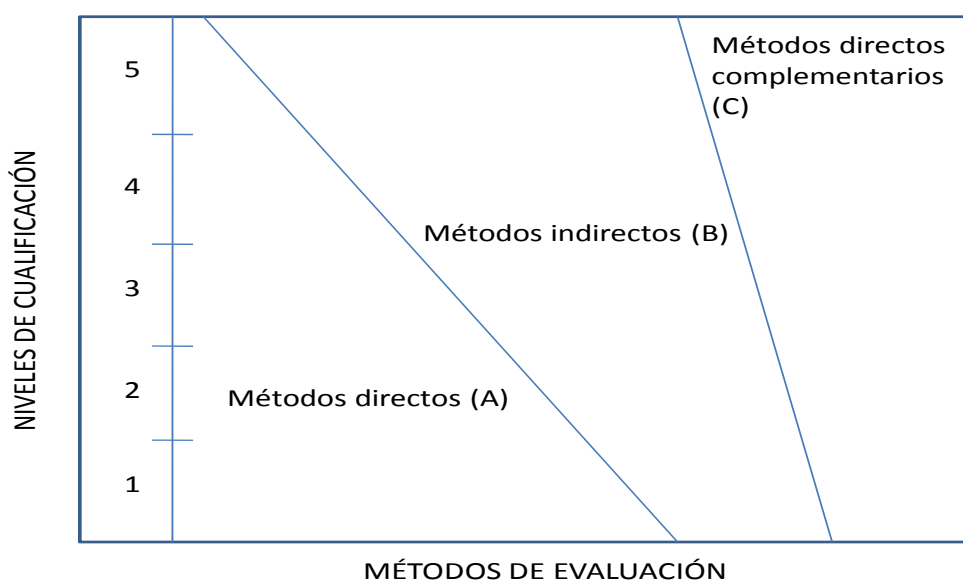 Métodos directos
complementarios
(C)
5
4
Métodos indirectos (B)
3
2
Métodos directos (A)
1
NIVELES DE CUALIFICACIÓN
MÉTODOS DE EVALUACIÓN